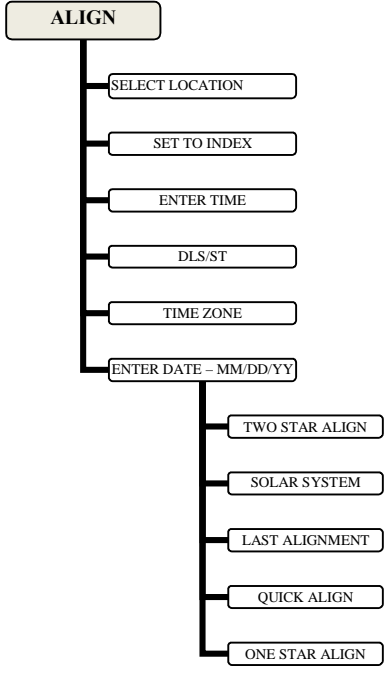 ALIGN
SELECT LOCATION
SET TO INDEX
ENTER TIME
DLS/ST
TIME ZONE
ENTER DATE – MM/DD/YY
TWO STAR ALIGN
SOLAR SYSTEM
LAST ALIGNMENT
QUICK ALIGN
ONE STAR ALIGN